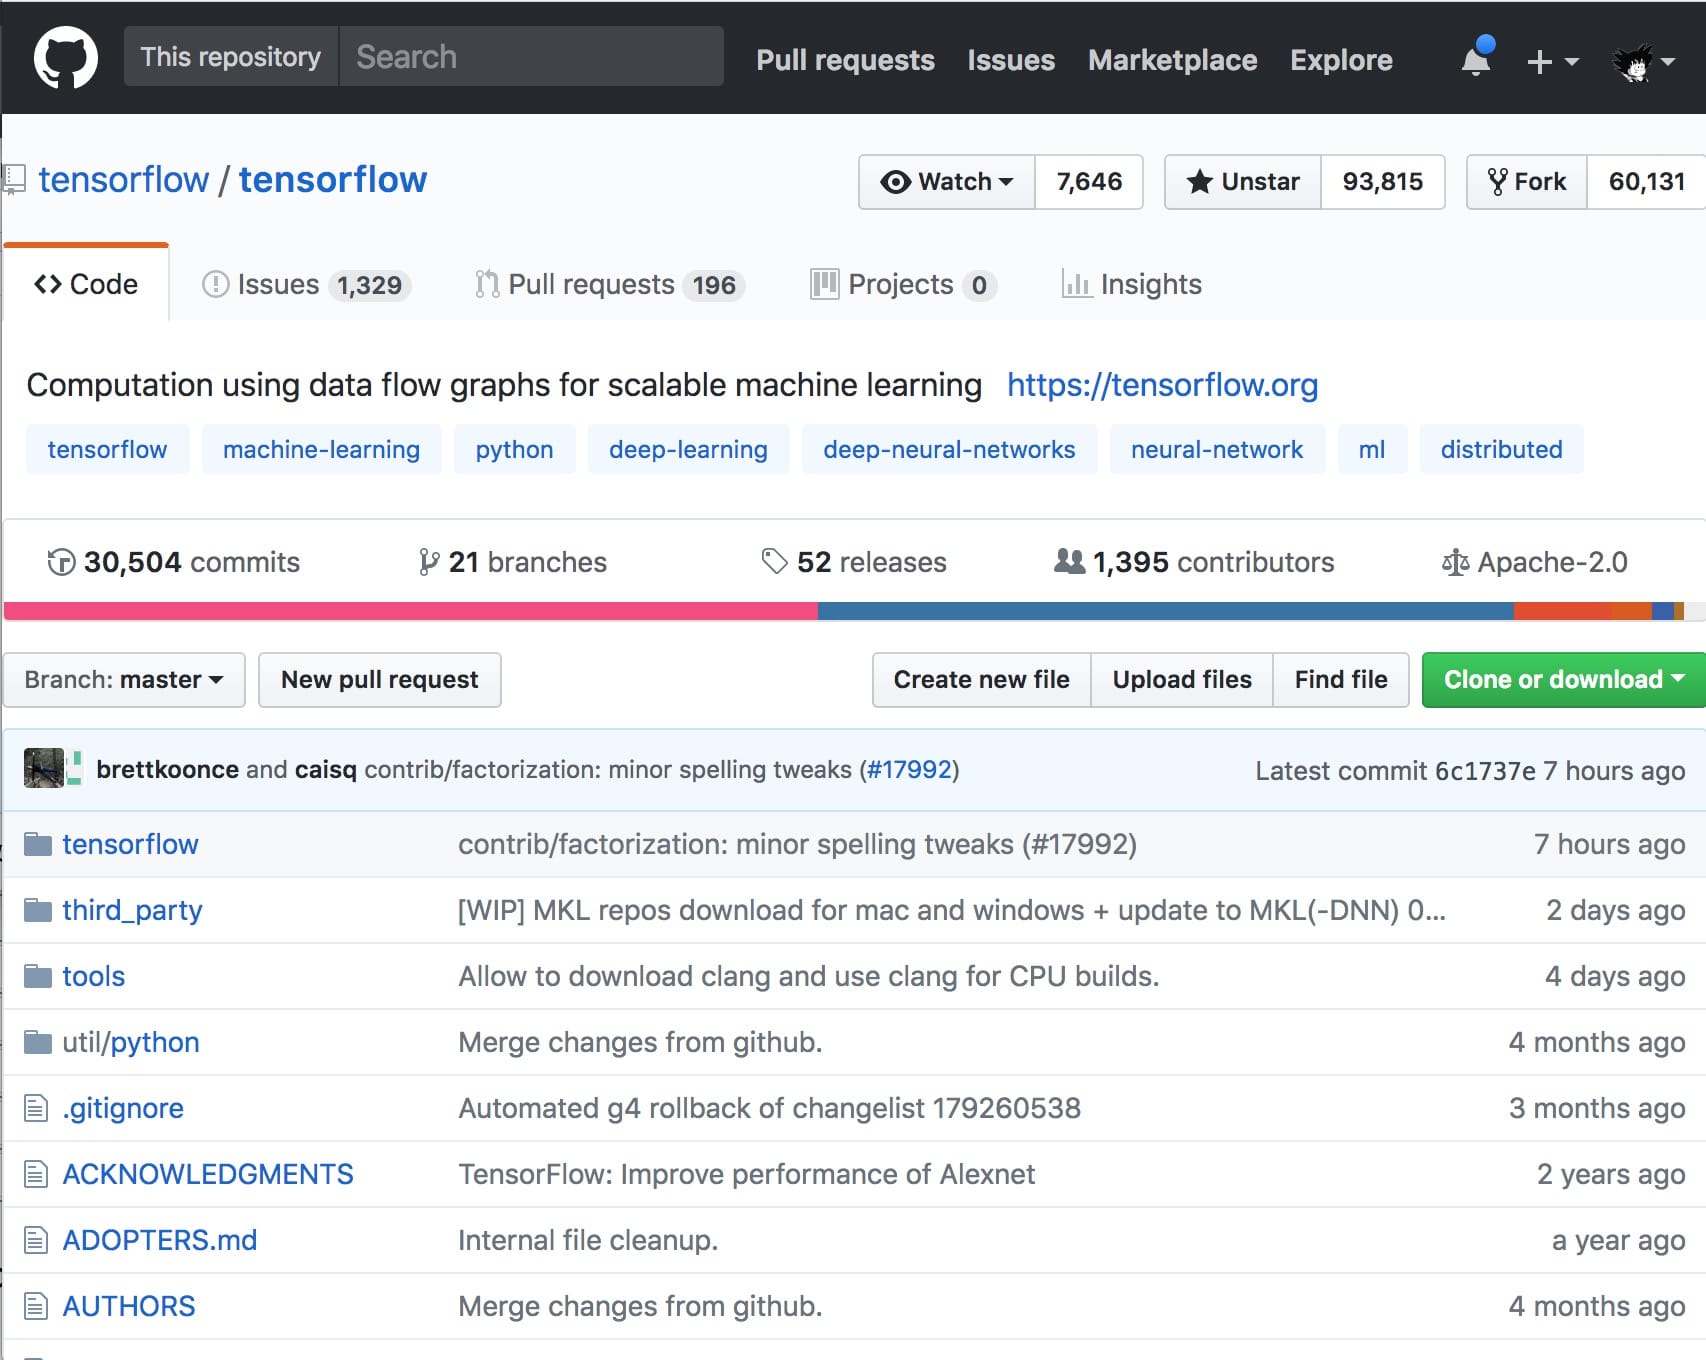 This repository Search Pull requests Issues Marketplace Explore
tensorflow / tensorflow Watch 7,646 Unstar 93,815 Fork 60,131
Code Issues 1,329 Pull requests 196 Projects 0 Insights
Computation using data flow graphs for scalable machine learning https://tensorflow.org
tensorflow machine-learning python deep-learning deep-neural-networks neural-network ml distributed
30,504 commits 21 branches 52 releases 1,395 contributors Apache-2.0
Branch: master New pull request Create new file Upload files Find file Clone or download
brettkoonce and caisq contrib/factorization: minor spelling tweaks (#17992) Latest commit 6c1737e 7 hours ago
tensorflow contrib/factorization: minor spelling tweaks (#17992) 7 hours ago
third_party [WIP] MKL repos download for mac and windows + update to MKL(-DNN) 0... 2 days ago
tools Allow to download clang and use clang for CPU builds. 4 days ago
util/python Merge changes from github. 4 months ago
.gitignore Automated g4 rollback of changelist 179260538 3 months ago
ACKNOWLEDGMENTS TensorFlow: Improve performance of Alexnet 2 years ago
ADOPTERS.md Internal file cleanup. a year ago
AUTHORS Merge changes from github. 4 months ago